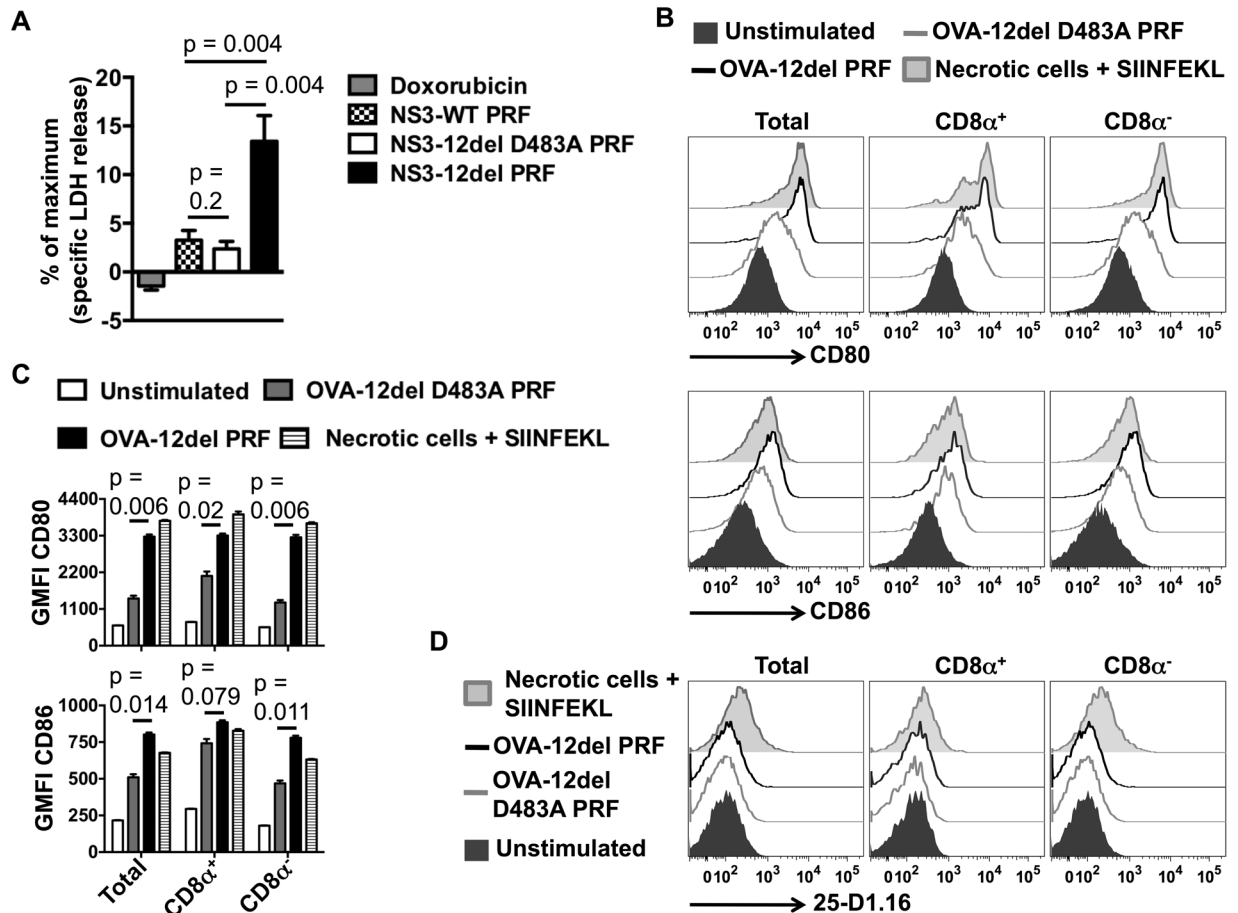 A
p = 0.004
p = 0.004
p =
0.2
% of maximum
(specific LDH release)
20
15
10
5
0
-5
Doxorubicin
NS3-WT PRF
NS3-12del D483A PRF
NS3-12del PRF
B
Unstimulated
OVA-12del D483A PRF
OVA-12del PRF
Necrotic cells + SIINFEKL
Total CD8α⁺ CD8α⁻
0 10² 10³ 10⁴ 10⁵ 0 10² 10³ 10⁴ 10⁵ 0 10² 10³ 10⁴ 10⁵
CD80
0 10² 10³ 10⁴ 10⁵ 0 10² 10³ 10⁴ 10⁵ 0 10² 10³ 10⁴ 10⁵
CD86
C
Unstimulated
OVA-12del D483A PRF
OVA-12del PRF
Necrotic cells + SIINFEKL
p = p = p =
0.006 0.02 0.006
GMFI CD80
4400
3300
2200
1100
0
p = p = p =
0.014 0.079 0.011
GMFI CD86
1000
750
500
250
0
Total CD8α⁺ CD8α⁻
D
Necrotic cells +
SIINFEKL
OVA-12del PRF
OVA-12del
D483A PRF
Unstimulated
Total CD8α⁺ CD8α⁻
0 10² 10³ 10⁴ 10⁵ 0 10² 10³ 10⁴ 10⁵ 0 10² 10³ 10⁴ 10⁵
25-D1.16